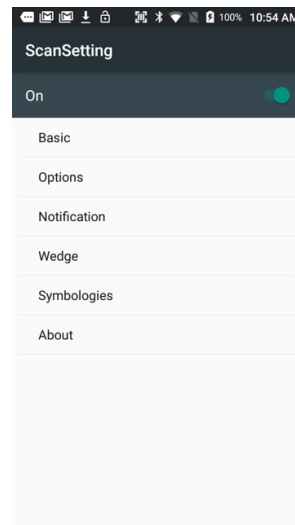 100% 10:54 AM
ScanSetting
On
Basic
Options
Notification
Wedge
Symbologies
About